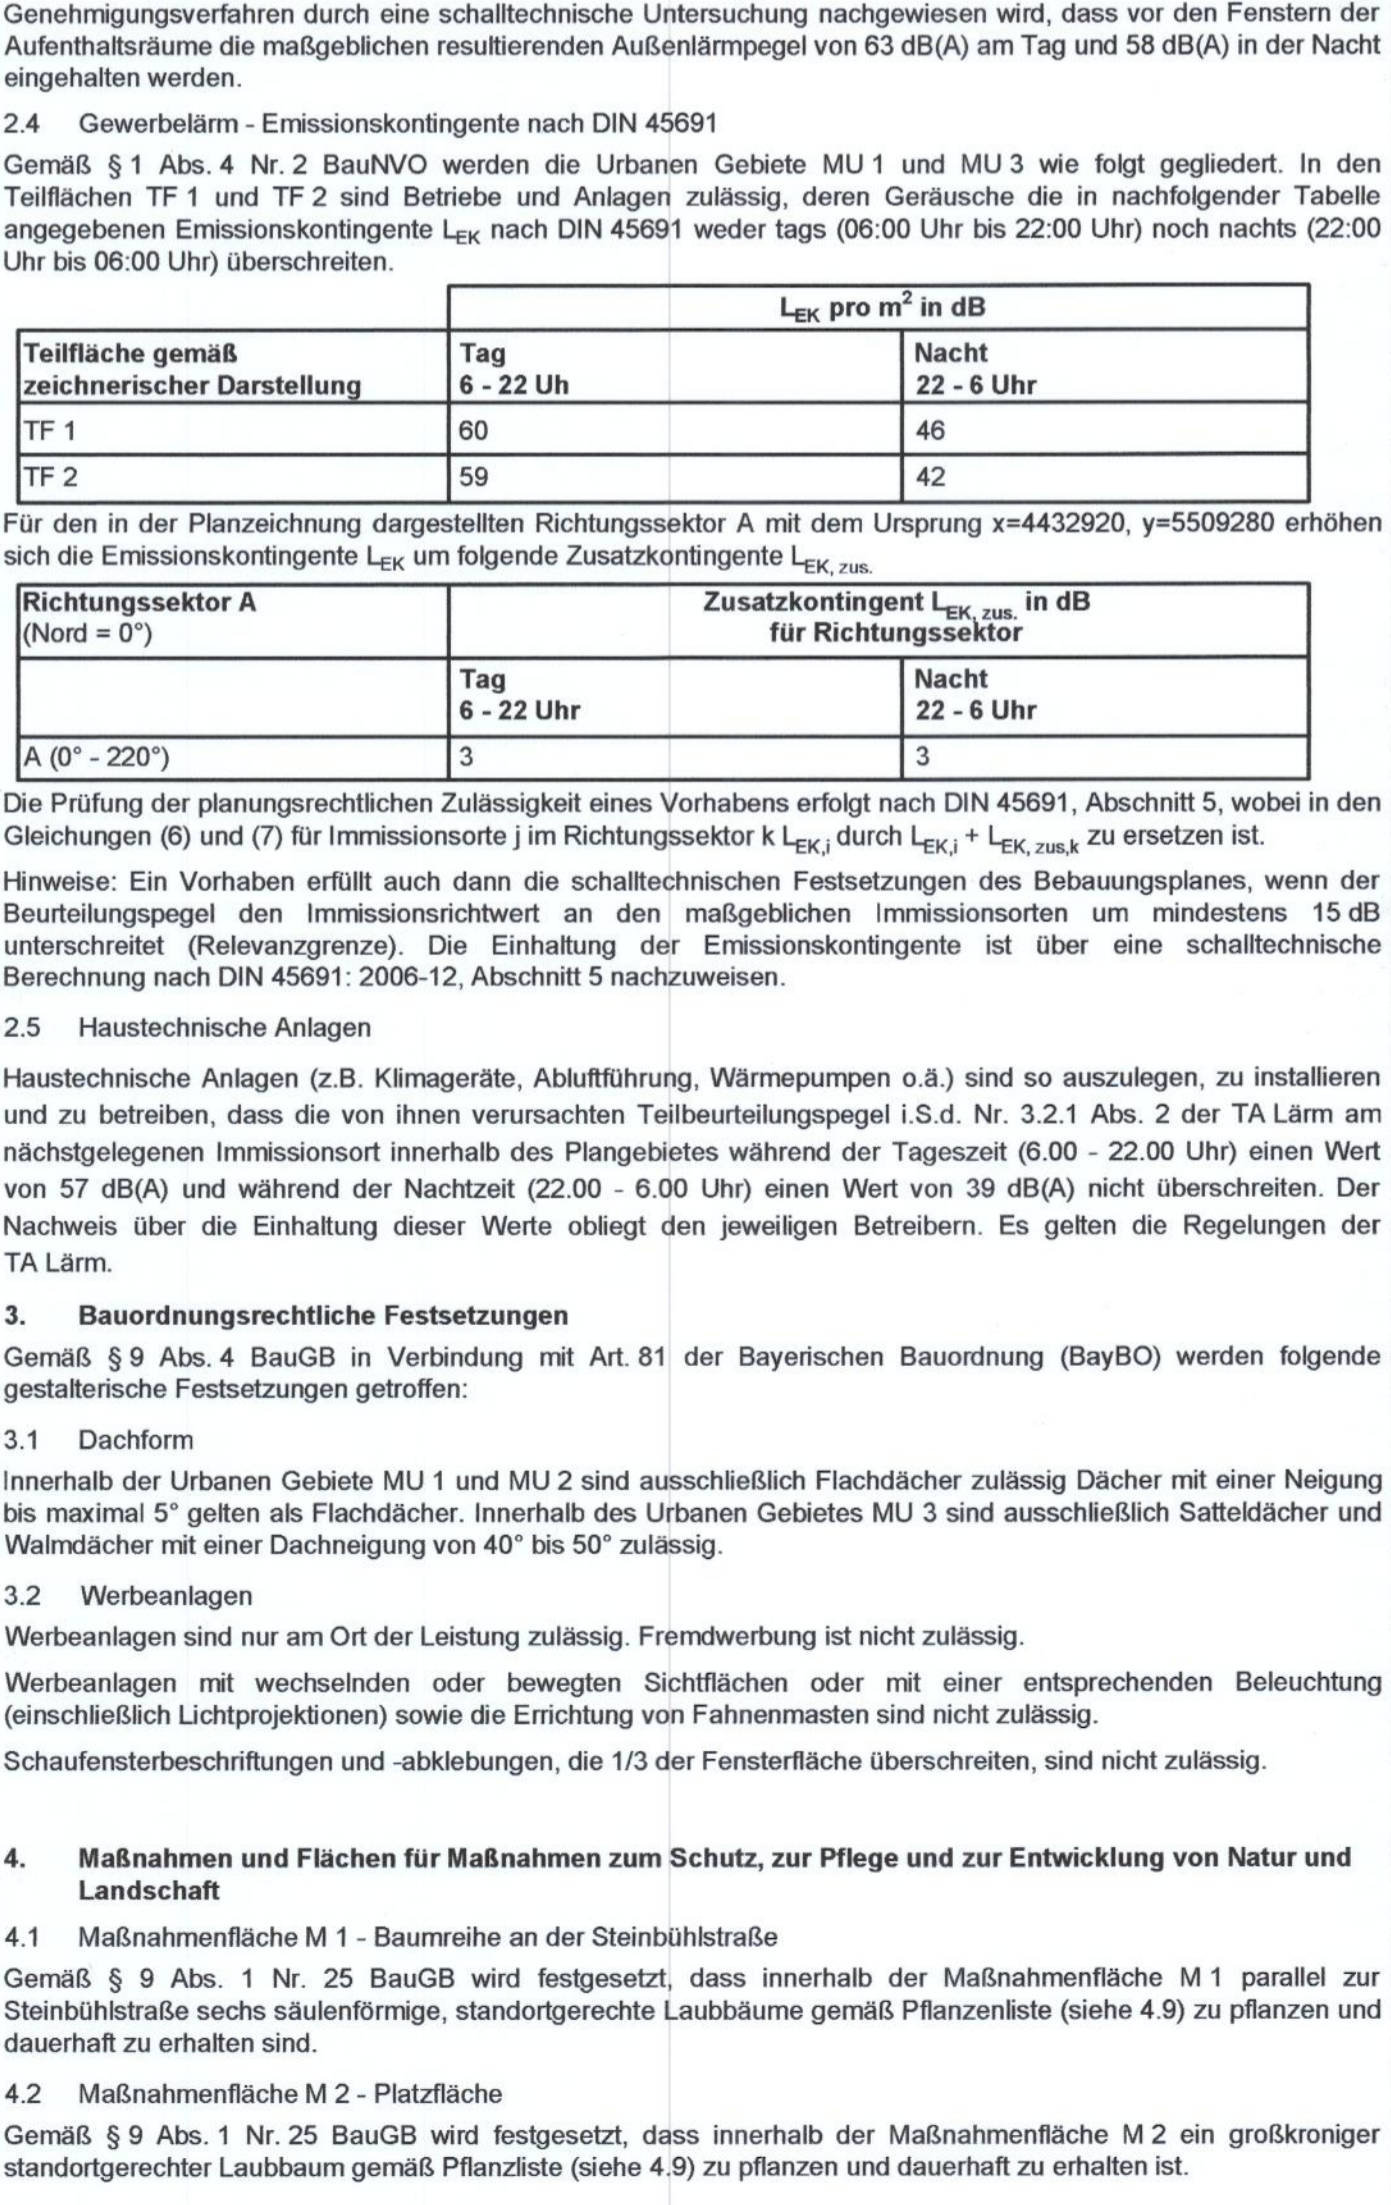 Genehmigungsverfahren durch eine schalltechnische Untersuchung nachgewiesen wird, dass vor den Fenstern der
Aufenthaltsräume die maßgeblichen resultierenden Außenlärmpegel von 63 dB(A) am Tag und 58 dB(A) in der Nacht
eingehalten werden.
2.4 Gewerbelärm - Emissionskontingente nach DIN 45691
Gemäß § 1 Abs. 4 Nr. 2 BauNVO werden die Urbanen Gebiete MU 1 und MU 3 wie folgt gegliedert. In den
Teilflächen TF 1 und TF 2 sind Betriebe und Anlagen zulässig, deren Geräusche die in nachfolgender Tabelle
angegebenen Emissionskontingente LEK nach DIN 45691 weder tags (06:00 Uhr bis 22:00 Uhr) noch nachts (22:00
Uhr bis 06:00 Uhr) überschreiten.
LEK pro m² in dB
Teilfläche gemäß Tag Nacht
zeichnerischer Darstellung 6 - 22 Uh 22 - 6 Uhr
TF 1 60 46
TF 2 59 42
Für den in der Planzeichnung dargestellten Richtungssektor A mit dem Ursprung x=4432920, y=5509280 erhöhen
sich die Emissionskontingente LEK um folgende Zusatzkontingente LEK, zus.
Richtungssektor A Zusatzkontingent LEK, zus. in dB
(Nord = 0°) für Richtungssektor
Tag Nacht
6 - 22 Uhr 22 - 6 Uhr
A (0° - 220°) 3 3
Die Prüfung der planungsrechtlichen Zulässigkeit eines Vorhabens erfolgt nach DIN 45691, Abschnitt 5, wobei in den
Gleichungen (6) und (7) für Immissionsorte j im Richtungssektor k LEK,i durch LEK,i + LEK, zus,k zu ersetzen ist.
Hinweise: Ein Vorhaben erfüllt auch dann die schalltechnischen Festsetzungen des Bebauungsplanes, wenn der
Beurteilungspegel den Immissionsrichtwert an den maßgeblichen Immissionsorten um mindestens 15 dB
unterschreitet (Relevanzgrenze). Die Einhaltung der Emissionskontingente ist über eine schalltechnische
Berechnung nach DIN 45691: 2006-12, Abschnitt 5 nachzuweisen.
2.5 Haustechnische Anlagen
Haustechnische Anlagen (z.B. Klimageräte, Abluftführung, Wärmepumpen o.ä.) sind so auszulegen, zu installieren
und zu betreiben, dass die von ihnen verursachten Teilbeurteilungspegel i.S.d. Nr. 3.2.1 Abs. 2 der TA Lärm am
nächstgelegenen Immissionsort innerhalb des Plangebietes während der Tageszeit (6.00 - 22.00 Uhr) einen Wert
von 57 dB(A) und während der Nachtzeit (22.00 - 6.00 Uhr) einen Wert von 39 dB(A) nicht überschreiten. Der
Nachweis über die Einhaltung dieser Werte obliegt den jeweiligen Betreibern. Es gelten die Regelungen der
TA Lärm.
3. Bauordnungsrechtliche Festsetzungen
Gemäß § 9 Abs. 4 BauGB in Verbindung mit Art. 81 der Bayerischen Bauordnung (BayBO) werden folgende
gestalterische Festsetzungen getroffen:
3.1 Dachform
Innerhalb der Urbanen Gebiete MU 1 und MU 2 sind ausschließlich Flachdächer zulässig Dächer mit einer Neigung
bis maximal 5° gelten als Flachdächer. Innerhalb des Urbanen Gebietes MU 3 sind ausschließlich Satteldächer und
Walmdächer mit einer Dachneigung von 40° bis 50° zulässig.
3.2 Werbeanlagen
Werbeanlagen sind nur am Ort der Leistung zulässig. Fremdwerbung ist nicht zulässig.
Werbeanlagen mit wechselnden oder bewegten Sichtflächen oder mit einer entsprechenden Beleuchtung
(einschließlich Lichtprojektionen) sowie die Errichtung von Fahnenmasten sind nicht zulässig.
Schaufensterbeschriftungen und -abklebungen, die 1/3 der Fensterfläche überschreiten, sind nicht zulässig.
4. Maßnahmen und Flächen für Maßnahmen zum Schutz, zur Pflege und zur Entwicklung von Natur und
Landschaft
4.1 Maßnahmenfläche M 1 - Baumreihe an der Steinbühlstraße
Gemäß § 9 Abs. 1 Nr. 25 BauGB wird festgesetzt, dass innerhalb der Maßnahmenfläche M 1 parallel zur
Steinbühlstraße sechs säulenförmige, standortgerechte Laubbäume gemäß Pflanzenliste (siehe 4.9) zu pflanzen und
dauerhaft zu erhalten sind.
4.2 Maßnahmenfläche M 2 - Platzfläche
Gemäß § 9 Abs. 1 Nr. 25 BauGB wird festgesetzt, dass innerhalb der Maßnahmenfläche M 2 ein großkroniger
standortgerechter Laubbaum gemäß Pflanzliste (siehe 4.9) zu pflanzen und dauerhaft zu erhalten ist.